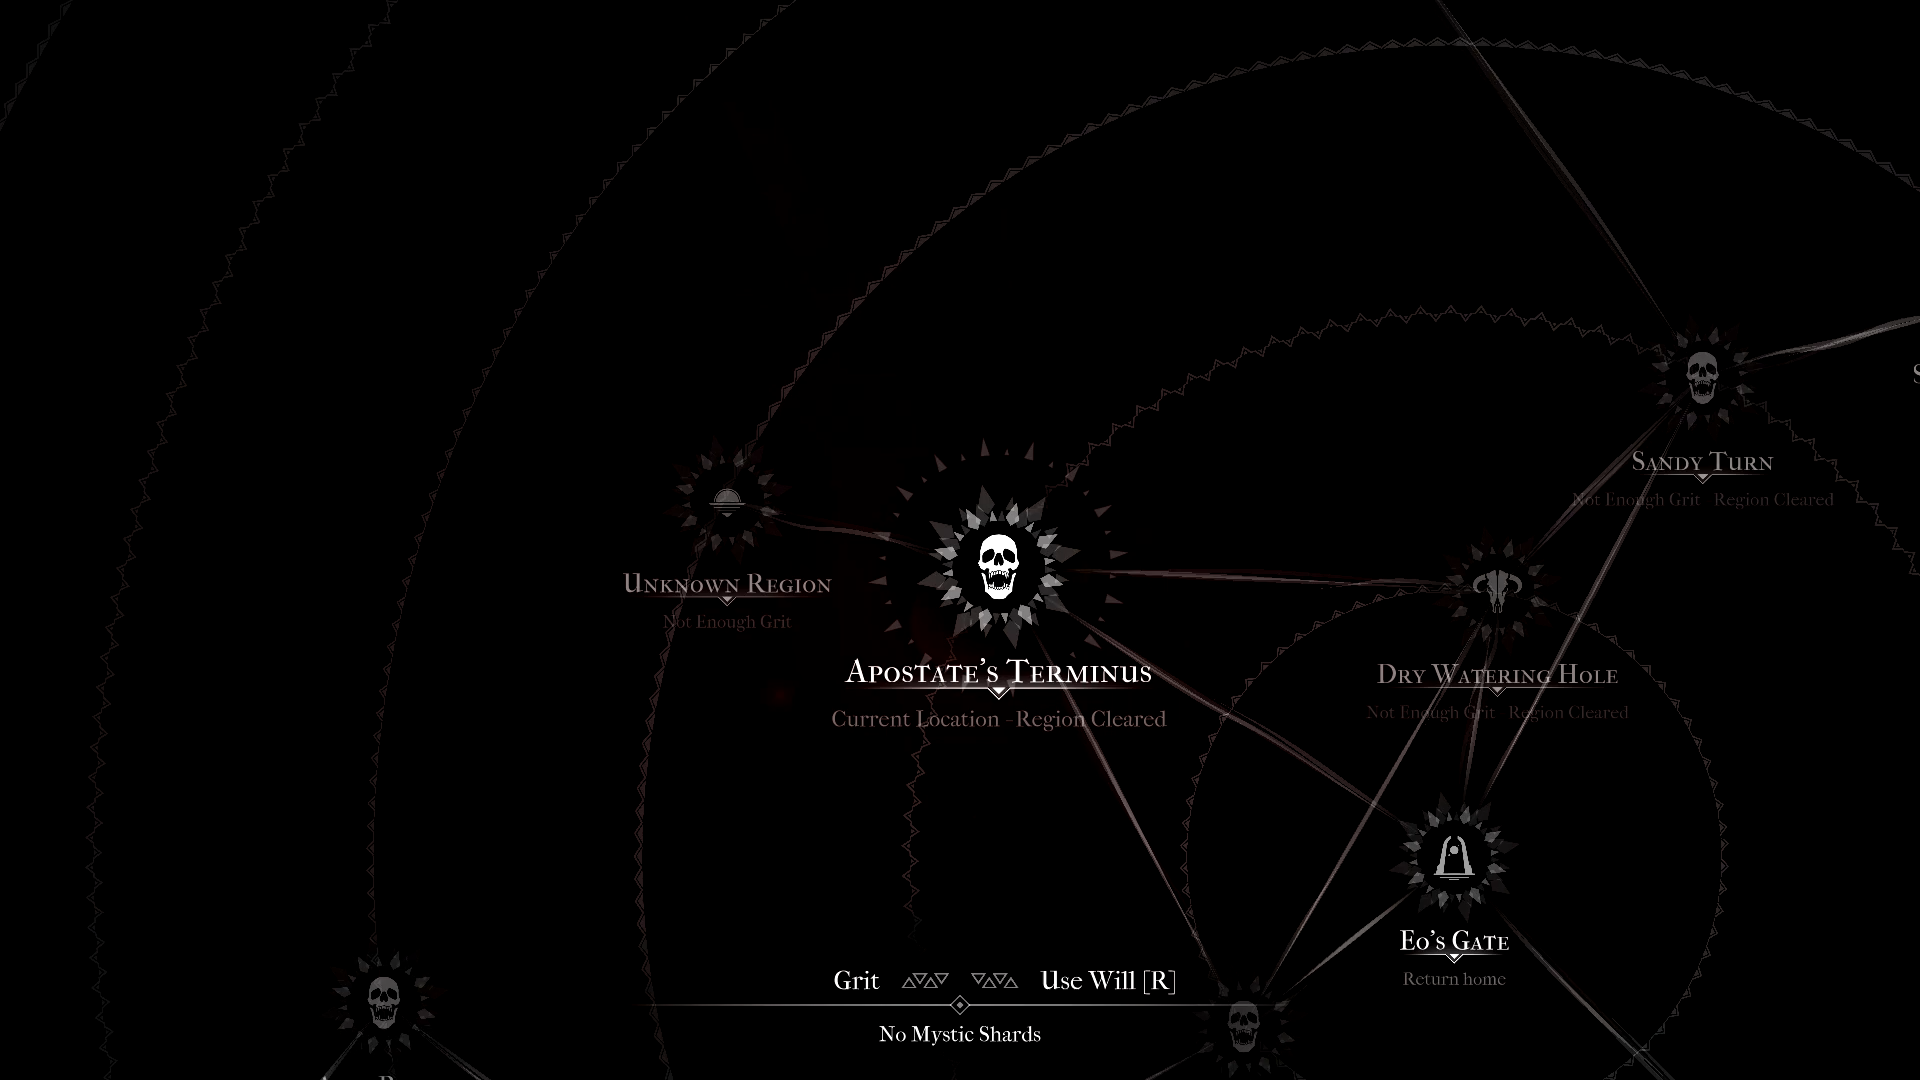 Sandy Turn
Not Enough Grit Region Cleared
Unknown Region
Not Enough Grit
Apostate's Terminus
Current Location - Region Cleared
Dry Watering Hole
Not Enough Grit Region Cleared
Eo's Gate
Return home
Grit Use Will [R]
No Mystic Shards